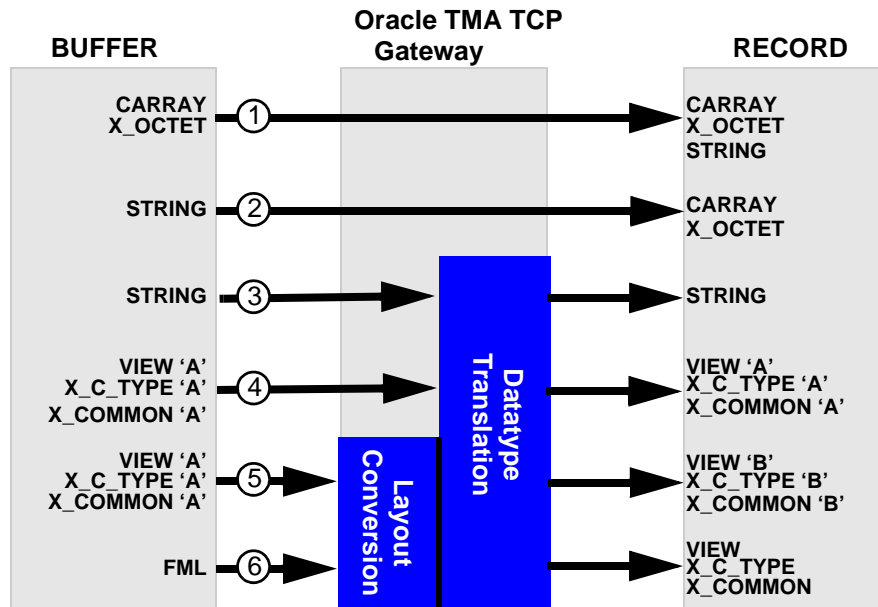 Oracle TMA TCP
Gateway
BUFFER
RECORD
CARRAY
X_OCTET
1
CARRAY
X_OCTET
STRING
STRING
2
CARRAY
X_OCTET
STRING
3
STRING
VIEW ‘A’
X_C_TYPE ‘A’
X_COMMON ‘A’
4
VIEW ‘A’
X_C_TYPE ‘A’
X_COMMON ‘A’
VIEW ‘A’
X_C_TYPE ‘A’
X_COMMON ‘A’
5
VIEW ‘B’
X_C_TYPE ‘B’
X_COMMON ‘B’
FML
6
VIEW
X_C_TYPE
X_COMMON
Datatype
Translation
Layout
Conversion